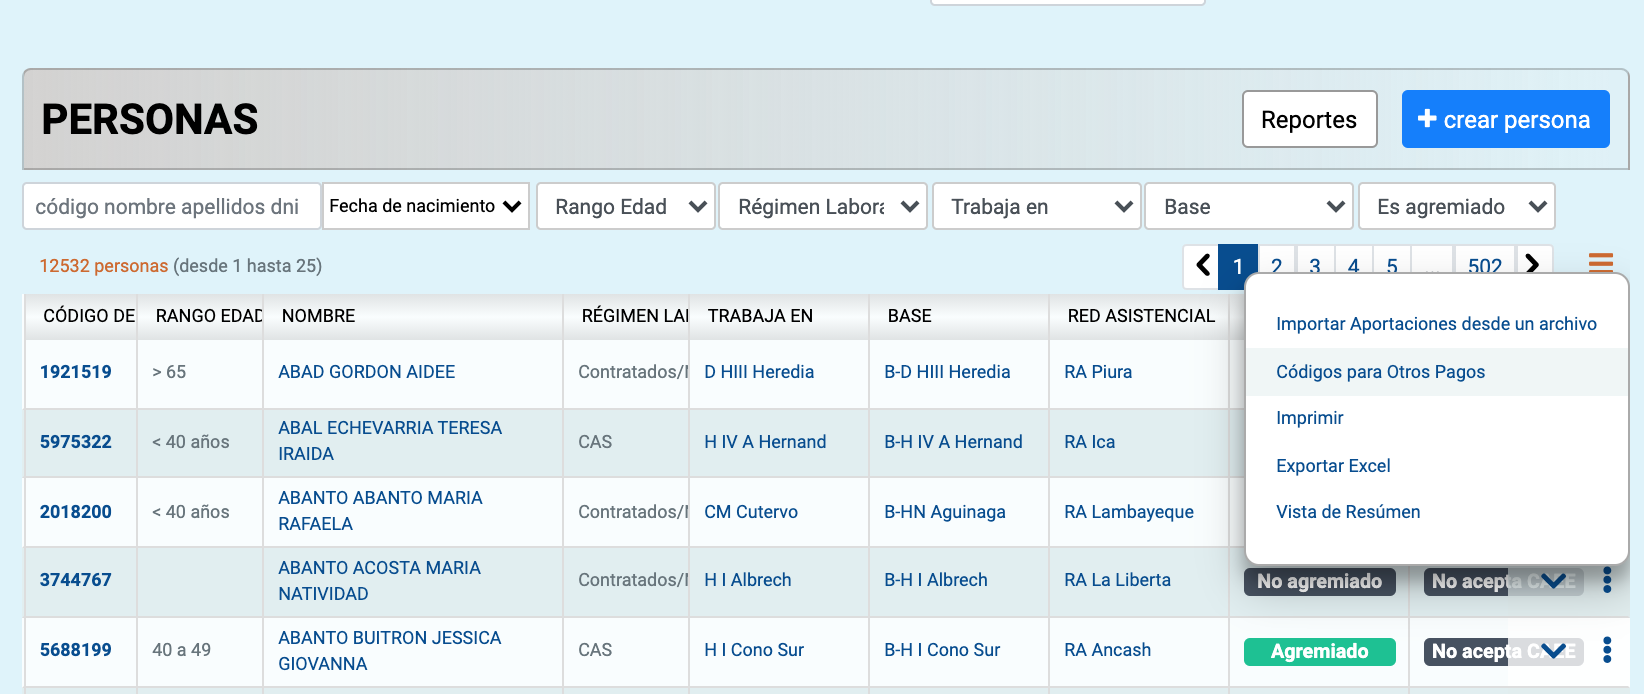 PERSONAS
Reportes
+ crear persona
código nombre apellidos dni
Fecha de nacimiento
Rango Edad
Régimen Labora
Trabaja en
Base
Es agremiado
12532 personas (desde 1 hasta 25)
1 2 3 4 5 ... 502
CÓDIGO DE RANGO EDAD NOMBRE RÉGIMEN LAI TRABAJA EN BASE RED ASISTENCIAL
Importar Aportaciones desde un archivo
Códigos para Otros Pagos
Imprimir
Exportar Excel
Vista de Resúmen
1921519 > 65 ABAD GORDON AIDEE Contratados/ D HIII Heredia B-D HIII Heredia RA Piura
5975322 < 40 años ABAL ECHEVARRIA TERESA
IRAIDA CAS H IV A Hernand B-H IV A Hernand RA Ica
2018200 < 40 años ABANTO ABANTO MARIA
RAFAELA Contratados/ CM Cutervo B-HN Aguinaga RA Lambayeque
3744767 ABANTO ACOSTA MARIA
NATIVIDAD Contratados/ H I Albrech B-H I Albrech RA La Liberta No agremiado No acepta
5688199 40 a 49 ABANTO BUITRON JESSICA
GIOVANNA CAS H I Cono Sur B-H I Cono Sur RA Ancash Agremiado No acepta